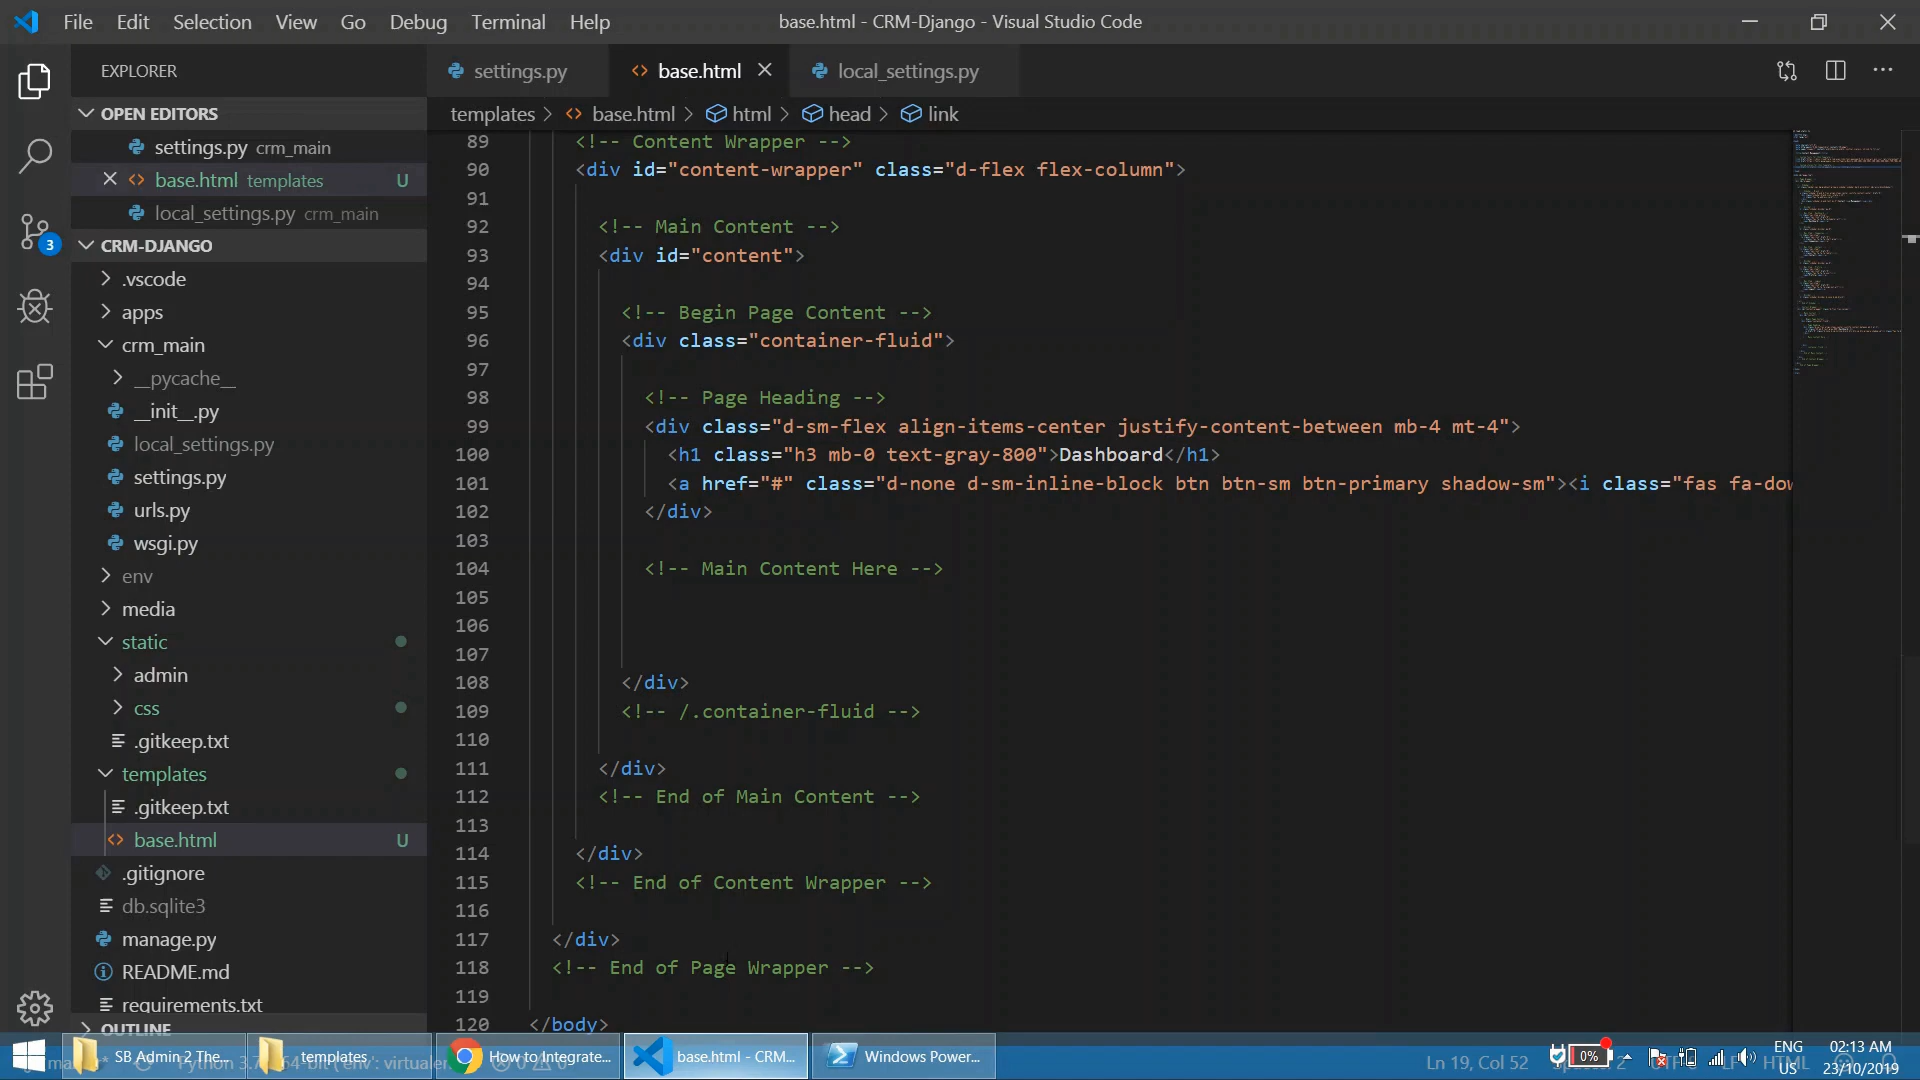 File Edit Selection View Go Debug Terminal Help
base.html - CRM-Django - Visual Studio Code
EXPLORER
OPEN EDITORS
settings.py crm_main
base.html templates U
local_settings.py crm_main
CRM-DJANGO
.vscode
apps
crm_main
__pycache__
__init__.py
local_settings.py
settings.py
urls.py
wsgi.py
env
media
static
admin
css
.gitkeep.txt
templates
.gitkeep.txt
base.html U
.gitignore
db.sqlite3
manage.py
README.md
requirements.txt
OUTLINE
3
settings.py
base.html
local_settings.py
templates > base.html > html > head > link
89 <!-- Content Wrapper -->
90 <div id="content-wrapper" class="d-flex flex-column">
91
92 <!-- Main Content -->
93 <div id="content">
94
95 <!-- Begin Page Content -->
96 <div class="container-fluid">
97
98 <!-- Page Heading -->
99 <div class="d-sm-flex align-items-center justify-content-between mb-4 mt-4">
100 <h1 class="h3 mb-0 text-gray-800">Dashboard</h1>
101 <a href="#" class="d-none d-sm-inline-block btn btn-sm btn-primary shadow-sm"><i class="fas fa-dow
102 </div>
103
104 <!-- Main Content Here -->
105
106
107
108 </div>
109 <!-- /.container-fluid -->
110
111 </div>
112 <!-- End of Main Content -->
113
114 </div>
115 <!-- End of Content Wrapper -->
116
117 </div>
118 <!-- End of Page Wrapper -->
119
120 </body>
SB Admin 2 The...
templates
How to Integrate...
base.html - CRM...
Windows Power...
Ln 19, Col 52
0%
ENG
US
02:13 AM
23/10/2019